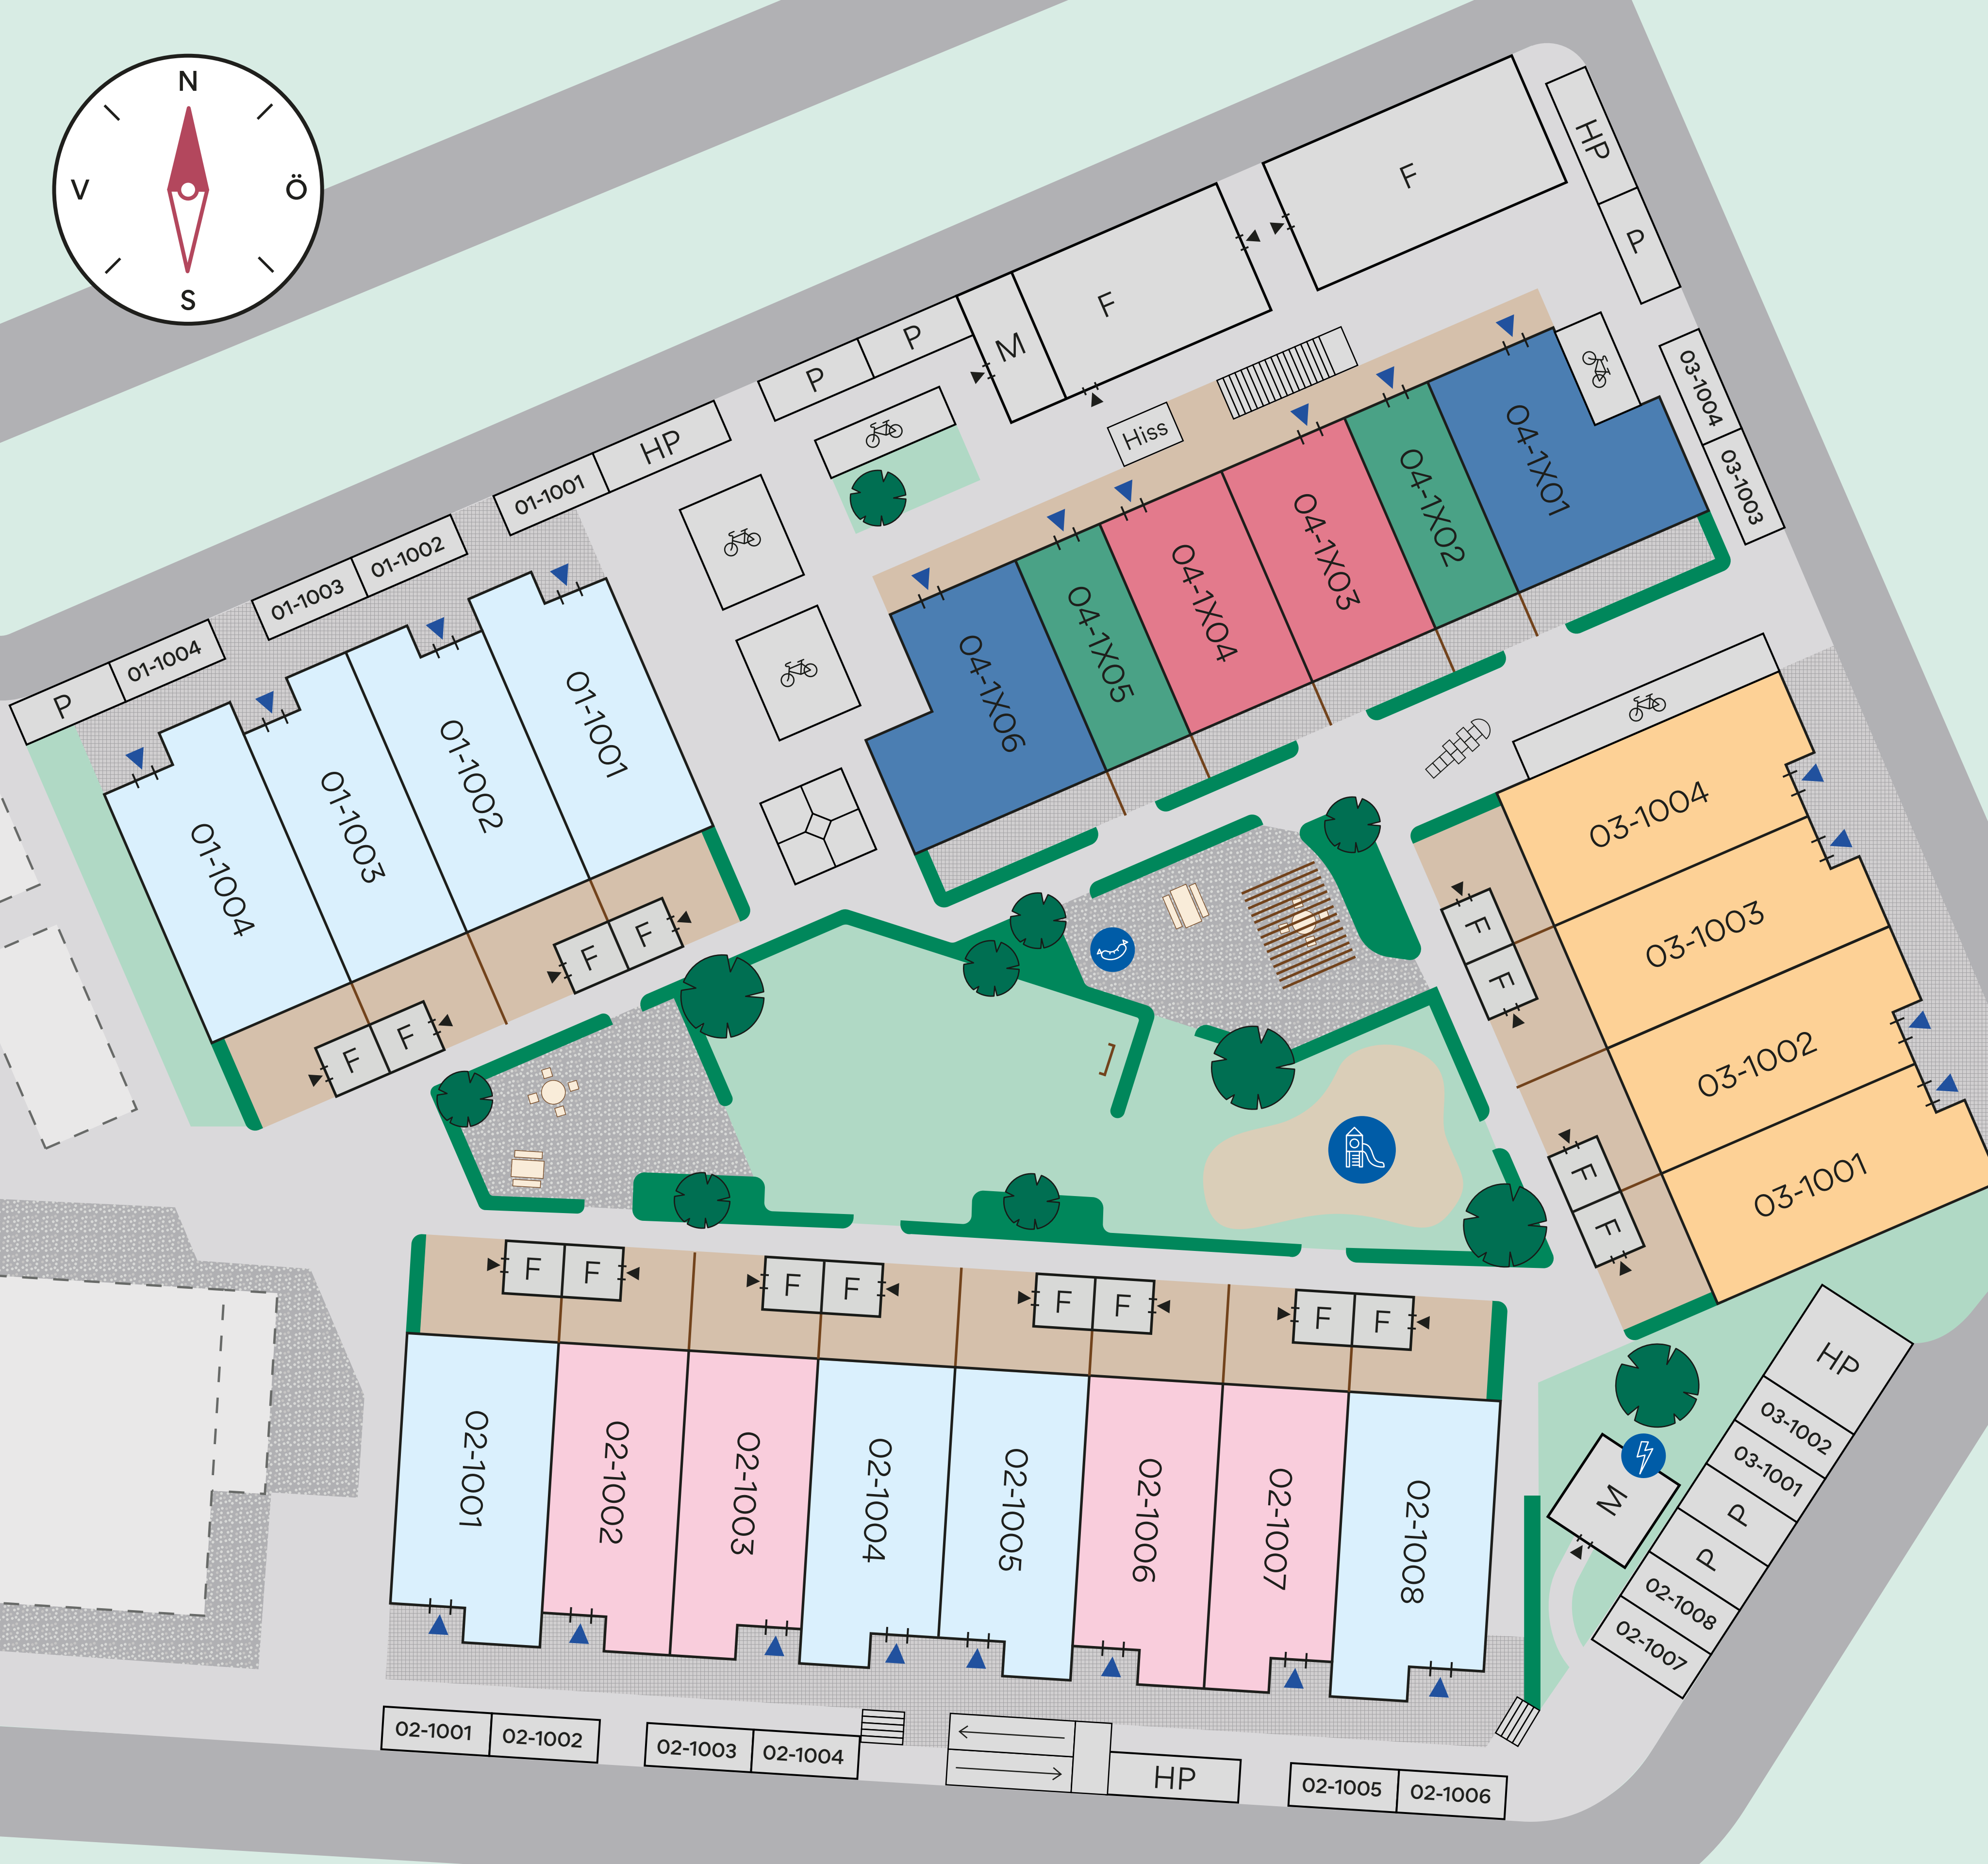 N
V
Ö
S
F
HP
P
F
M
P
P
Hiss
HP
01-1001
01-1002
01-1003
01-1004
P
04-1X01
04-1X02
04-1X03
04-1X04
04-1X05
04-1X06
03-1004
03-1003
01-1001
01-1002
01-1003
01-1004
F
F
F
F
03-1004
03-1003
03-1002
03-1001
F
F
F
F
F
F
F
F
F
F
F
F
02-1001
02-1002
02-1003
02-1004
02-1005
02-1006
02-1007
02-1008
HP
03-1002
03-1001
P
P
02-1008
02-1007
M
02-1001
02-1002
02-1003
02-1004
HP
02-1005
02-1006